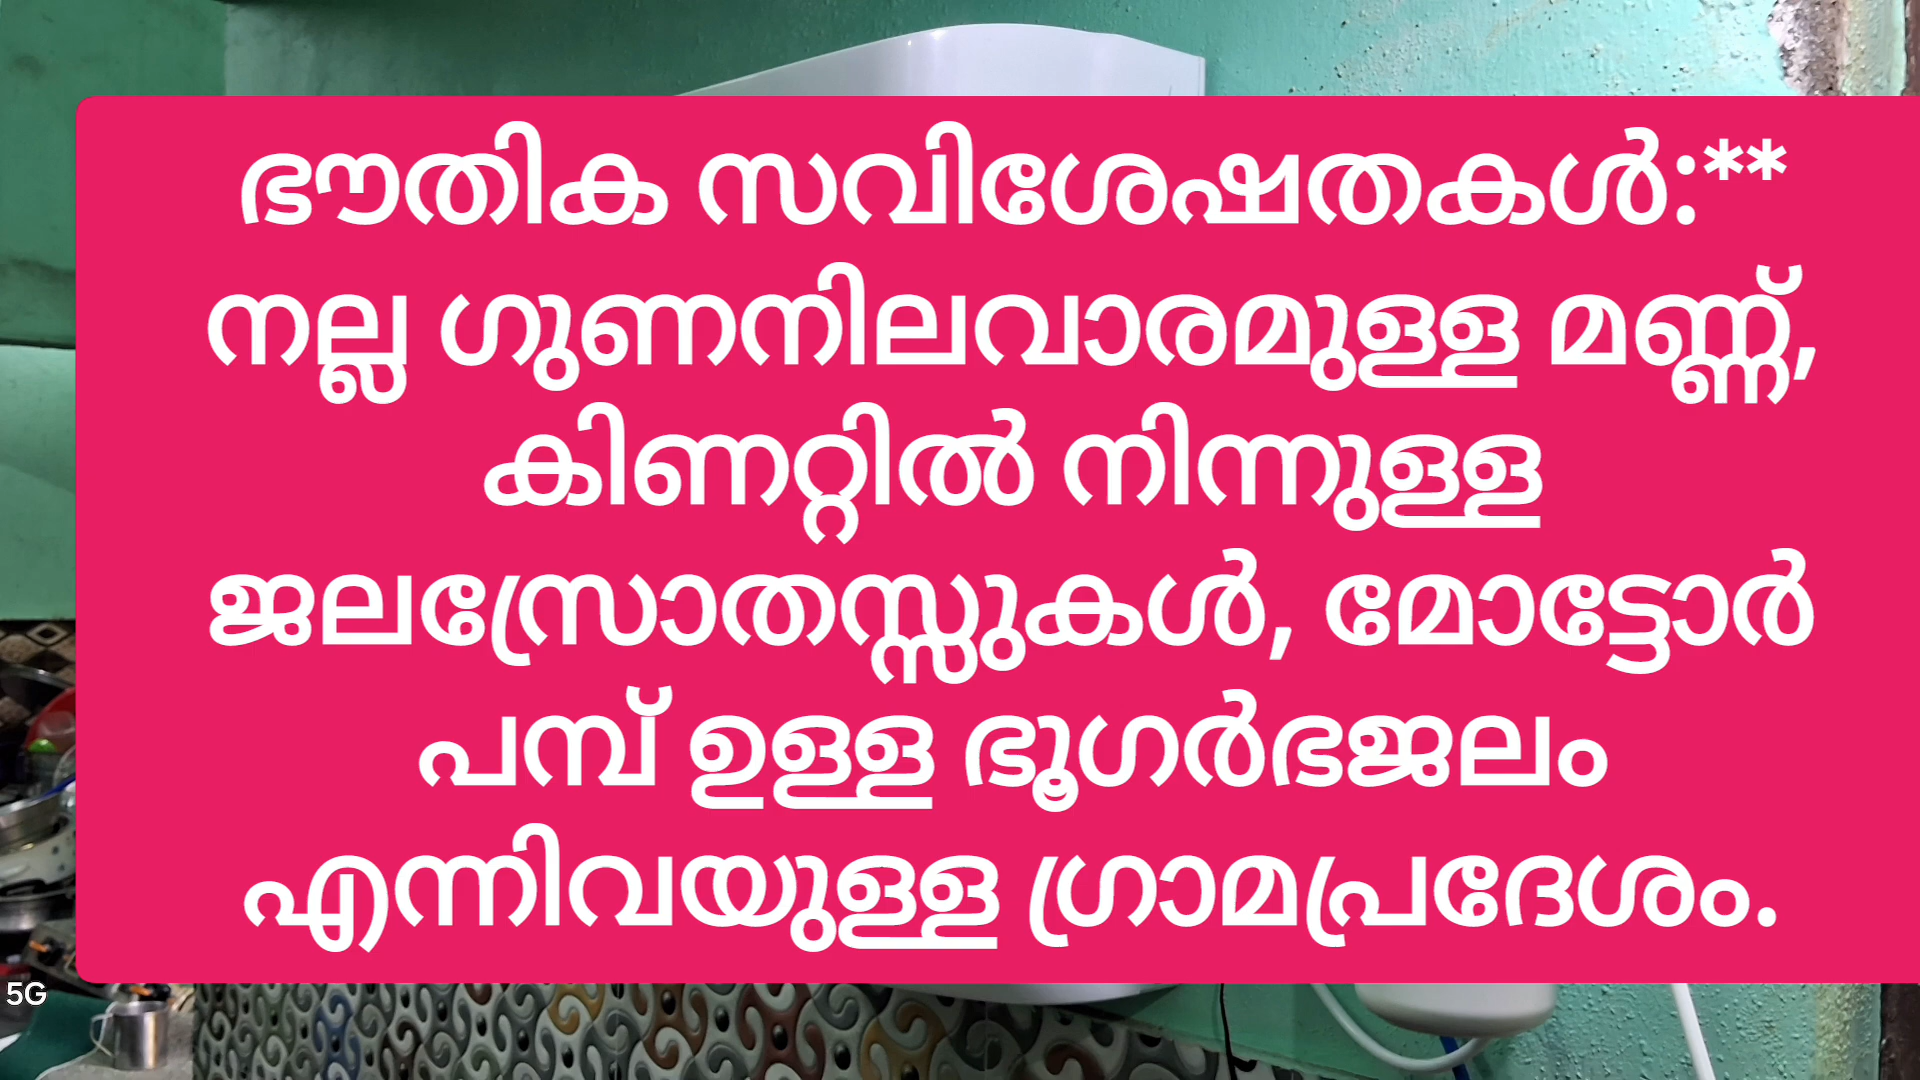 ഭൗതിക സവിശേഷതകൾ:**
നല്ല ഗുണനിലവാരമുള്ള മണ്ണ്,
കിണറ്റിൽ നിന്നുള്ള
ജലസ്രോതസ്സുകൾ, മോട്ടോർ
പമ്പ് ഉള്ള ഭൂഗർഭജലം
എന്നിവയുള്ള ഗ്രാമപ്രദേശം.
5G